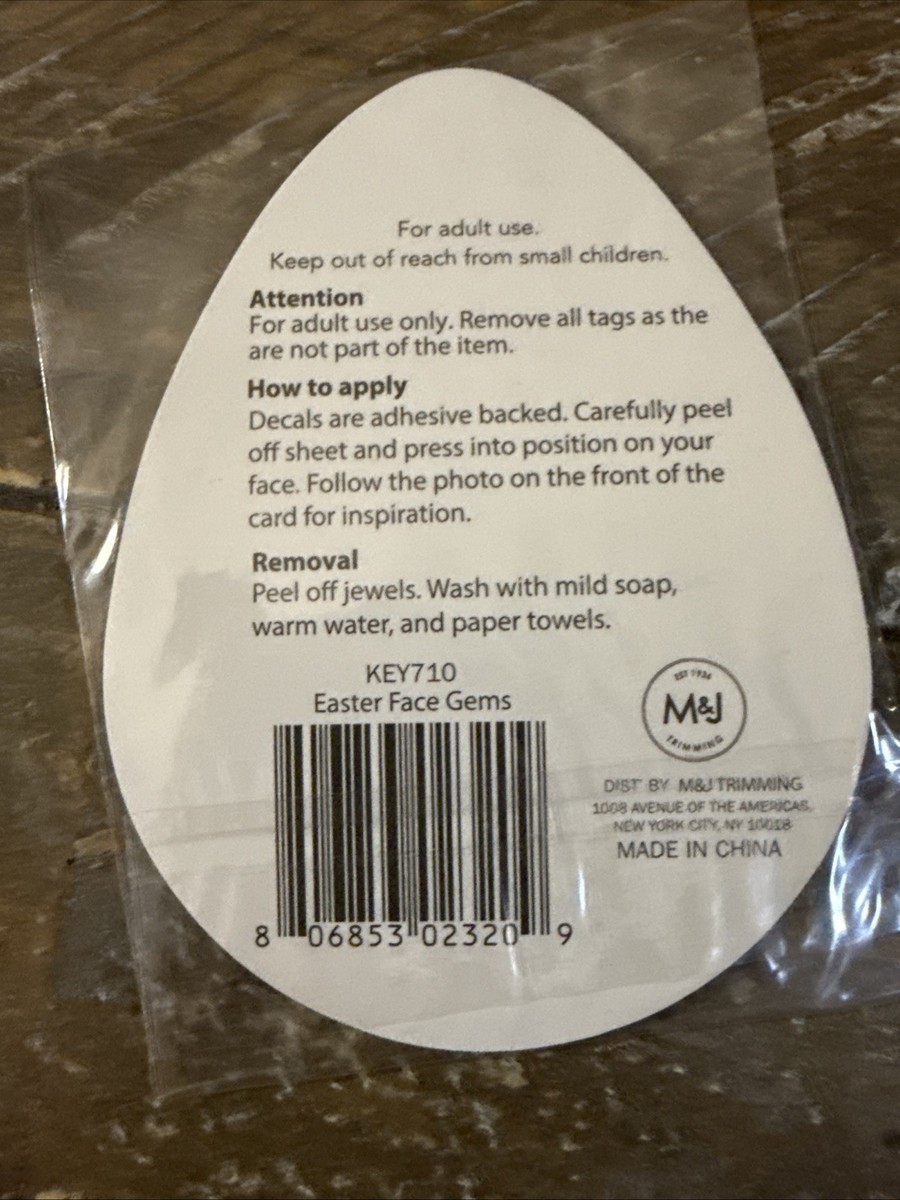 For adult use.
Keep out of reach from small children.
Attention
For adult use only. Remove all tags as the
are not part of the item.
How to apply
Decals are adhesive backed. Carefully peel
off sheet and press into position on your
face. Follow the photo on the front of the
card for inspiration.
Removal
Peel off jewels. Wash with mild soap,
warm water, and paper towels.
KEY710
Easter Face Gems
8 06853 02320 9
EST 1936
M&J
TRIMMING
DIST BY M&J TRIMMING
1008 AVENUE OF THE AMERICAS,
NEW YORK CITY, NY 10018
MADE IN CHINA